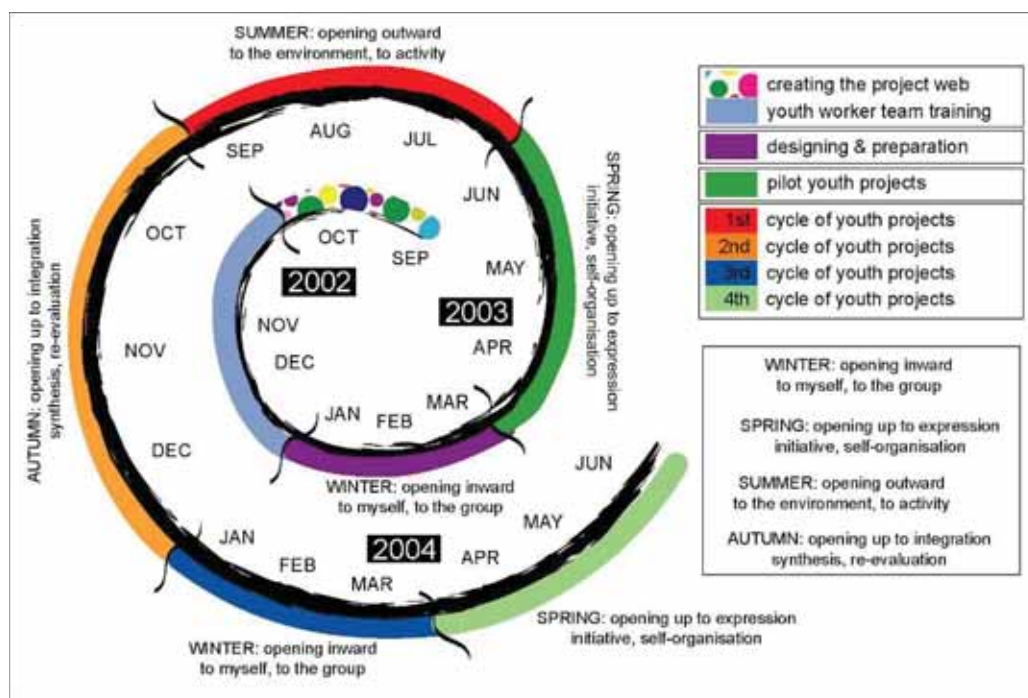 SUMMER: opening outward
to the environment, to activity
AUG
JUL
SEP
JUN
OCT
MAY
NOV
APR
DEC
MAR
JAN
FEB
OCT
SEP
2002
2003
NOV
DEC
JAN
FEB
MAR
APR
MAY
JUN
2004
SPRING: opening up to expression
initiative, self-organisation
AUTUMN: opening up to integration
synthesis, re-evaluation
WINTER: opening inward
to myself, to the group
WINTER: opening inward
to myself, to the group
SPRING: opening up to expression
initiative, self-organisation
creating the project web
youth worker team training
designing & preparation
pilot youth projects
1st cycle of youth projects
2nd cycle of youth projects
3rd cycle of youth projects
4th cycle of youth projects
WINTER: opening inward
to myself, to the group
SPRING: opening up to expression
initiative, self-organisation
SUMMER: opening outward
to the environment, to activity
AUTUMN: opening up to integration
synthesis, re-evaluation